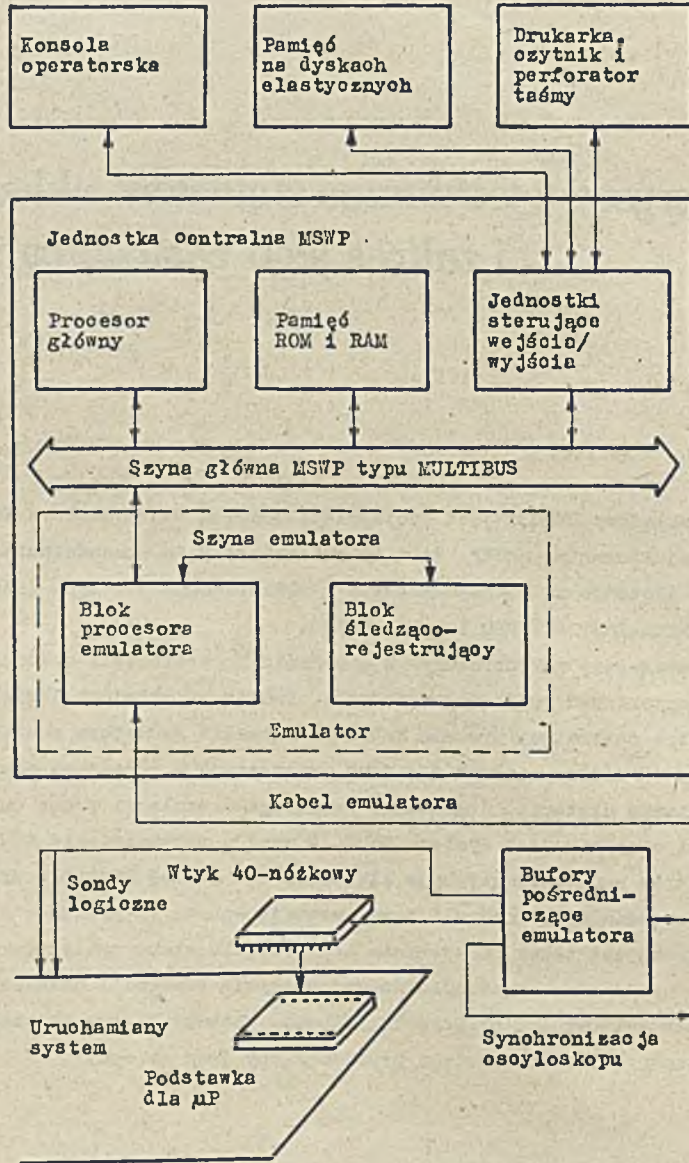 Konsola
operatorska
Pamięć
na dyskach
elastycznych
Drukarka,
czytnik i
perforator
taśmy
Jednostka centralna MSWP
Procesor
główny
Pamięć
ROM i RAM
Jednostki
sterujące
wejścia/
wyjścia
Szyna główna MSWP typu MULTIBUS
Szyna emulatora
Blok
procesora
emulatora
Blok
śledząco-
rejestrujący
Emulator
Kabel emulatora
Sondy
logiczne
Wtyk 40-nóżkowy
Bufory
pośredni-
czące
emulatora
Uruchamiany
system
Podstawka
dla µP
Synchronizacja
oscyloskopu